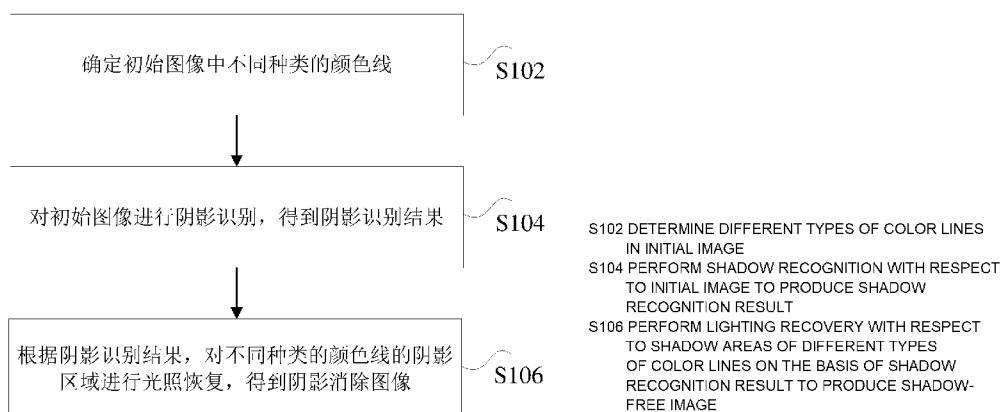 确定初始图像中不同种类的颜色线
S102
对初始图像进行阴影识别，得到阴影识别结果
S104
根据阴影识别结果，对不同种类的颜色线的阴影
区域进行光照恢复，得到阴影消除图像
S106
S102 DETERMINE DIFFERENT TYPES OF COLOR LINES
IN INITIAL IMAGE
S104 PERFORM SHADOW RECOGNITION WITH RESPECT
TO INITIAL IMAGE TO PRODUCE SHADOW
RECOGNITION RESULT
S106 PERFORM LIGHTING RECOVERY WITH RESPECT
TO SHADOW AREAS OF DIFFERENT TYPES
OF COLOR LINES ON THE BASIS OF SHADOW
RECOGNITION RESULT TO PRODUCE SHADOW-
FREE IMAGE